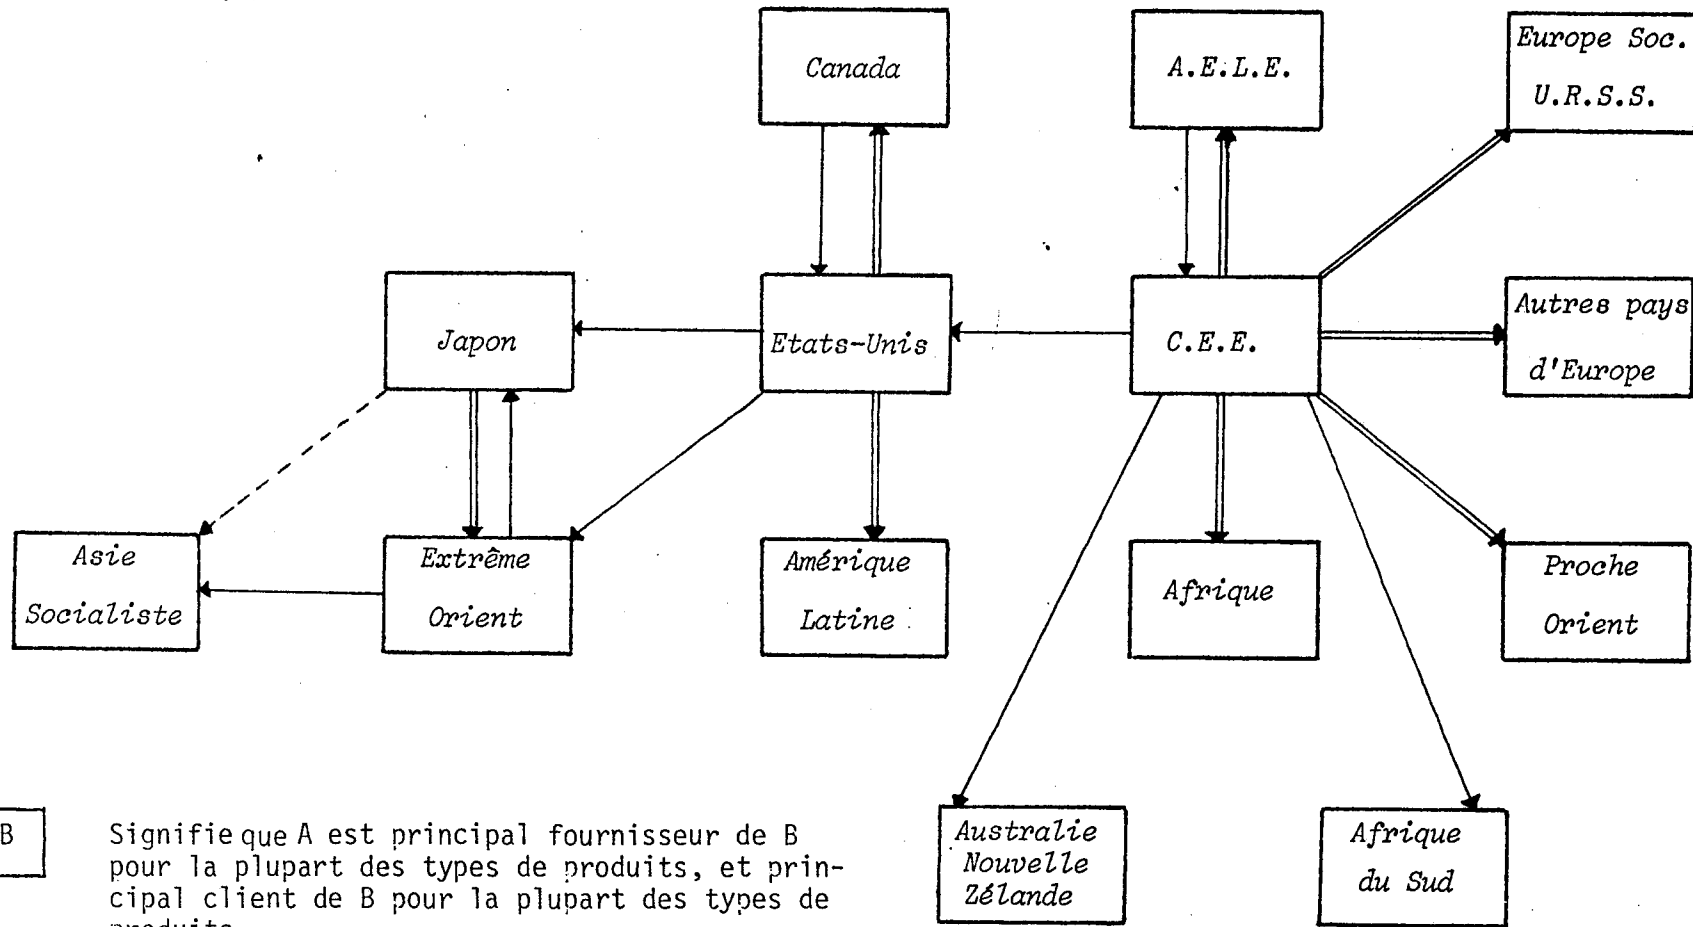 Canada
A.E.L.E.
Europe Soc.
U.R.S.S.
Japon
Etats-Unis
C.E.E.
Autres pays
d'Europe
Asie
Socialiste
Extrême
Orient
Amérique
Latine
Afrique
Proche
Orient
Australie
Nouvelle
Zélande
Afrique
du Sud
B
Signifie que A est principal fournisseur de B
pour la plupart des types de produits, et prin-
cipal client de B pour la plupart des types de
produits